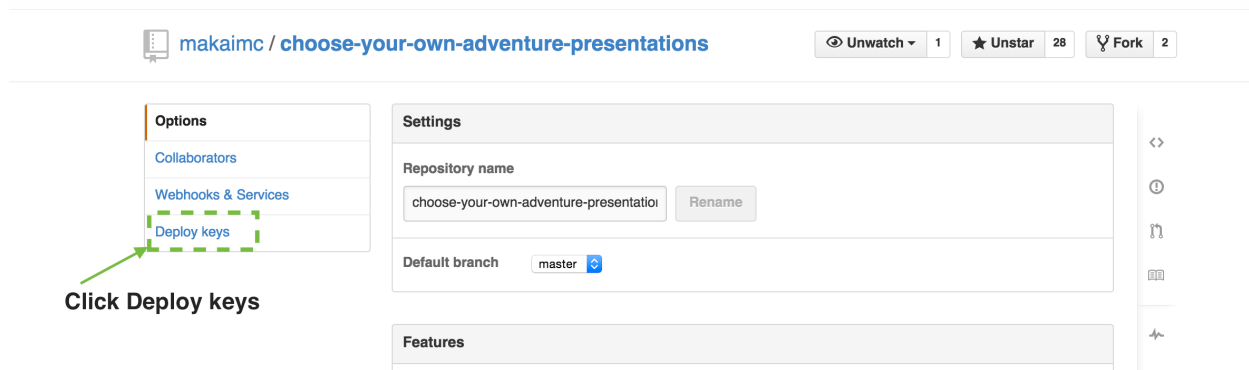 makaimc / choose-your-own-adventure-presentations
Unwatch 1 Unstar 28 Fork 2
Options
Collaborators
Webhooks & Services
Deploy keys
Click Deploy keys
Settings
Repository name
choose-your-own-adventure-presentation Rename
Default branch master
Features